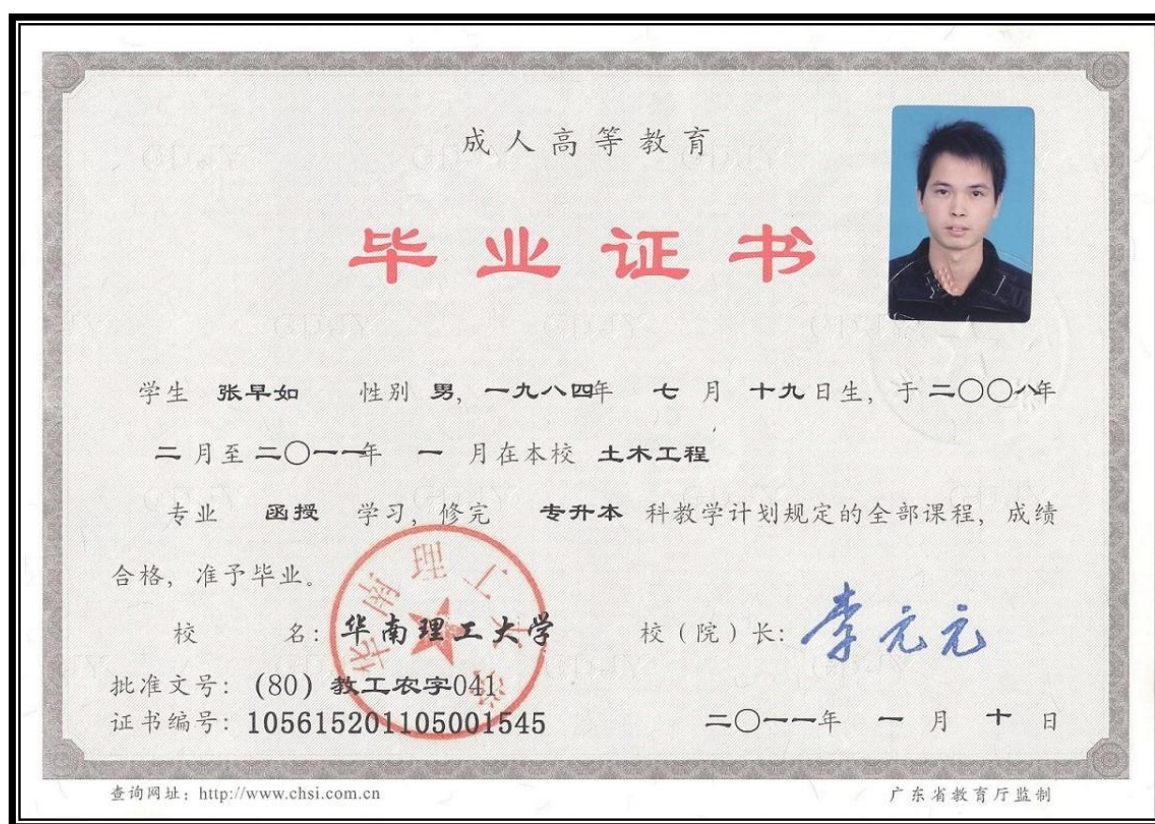 成人高等教育
毕业证书
学生 张早如 性别 男, 一九八四年 七 月 十九日生, 于二〇〇八年
二 月至二〇一一年 一 月在本校 土木工程
专业 函授 学习, 修完 专升本 科教学计划规定的全部课程, 成绩
合格, 准予毕业。
校 名: 华南理工大学 校(院)长: 李元元
华南理工大学
批准文号: (80) 教工农字041
证书编号: 105615201105001545 二〇一一年 一 月 十 日
查询网址: http://www.chsi.com.cn 广东省教育厅监制